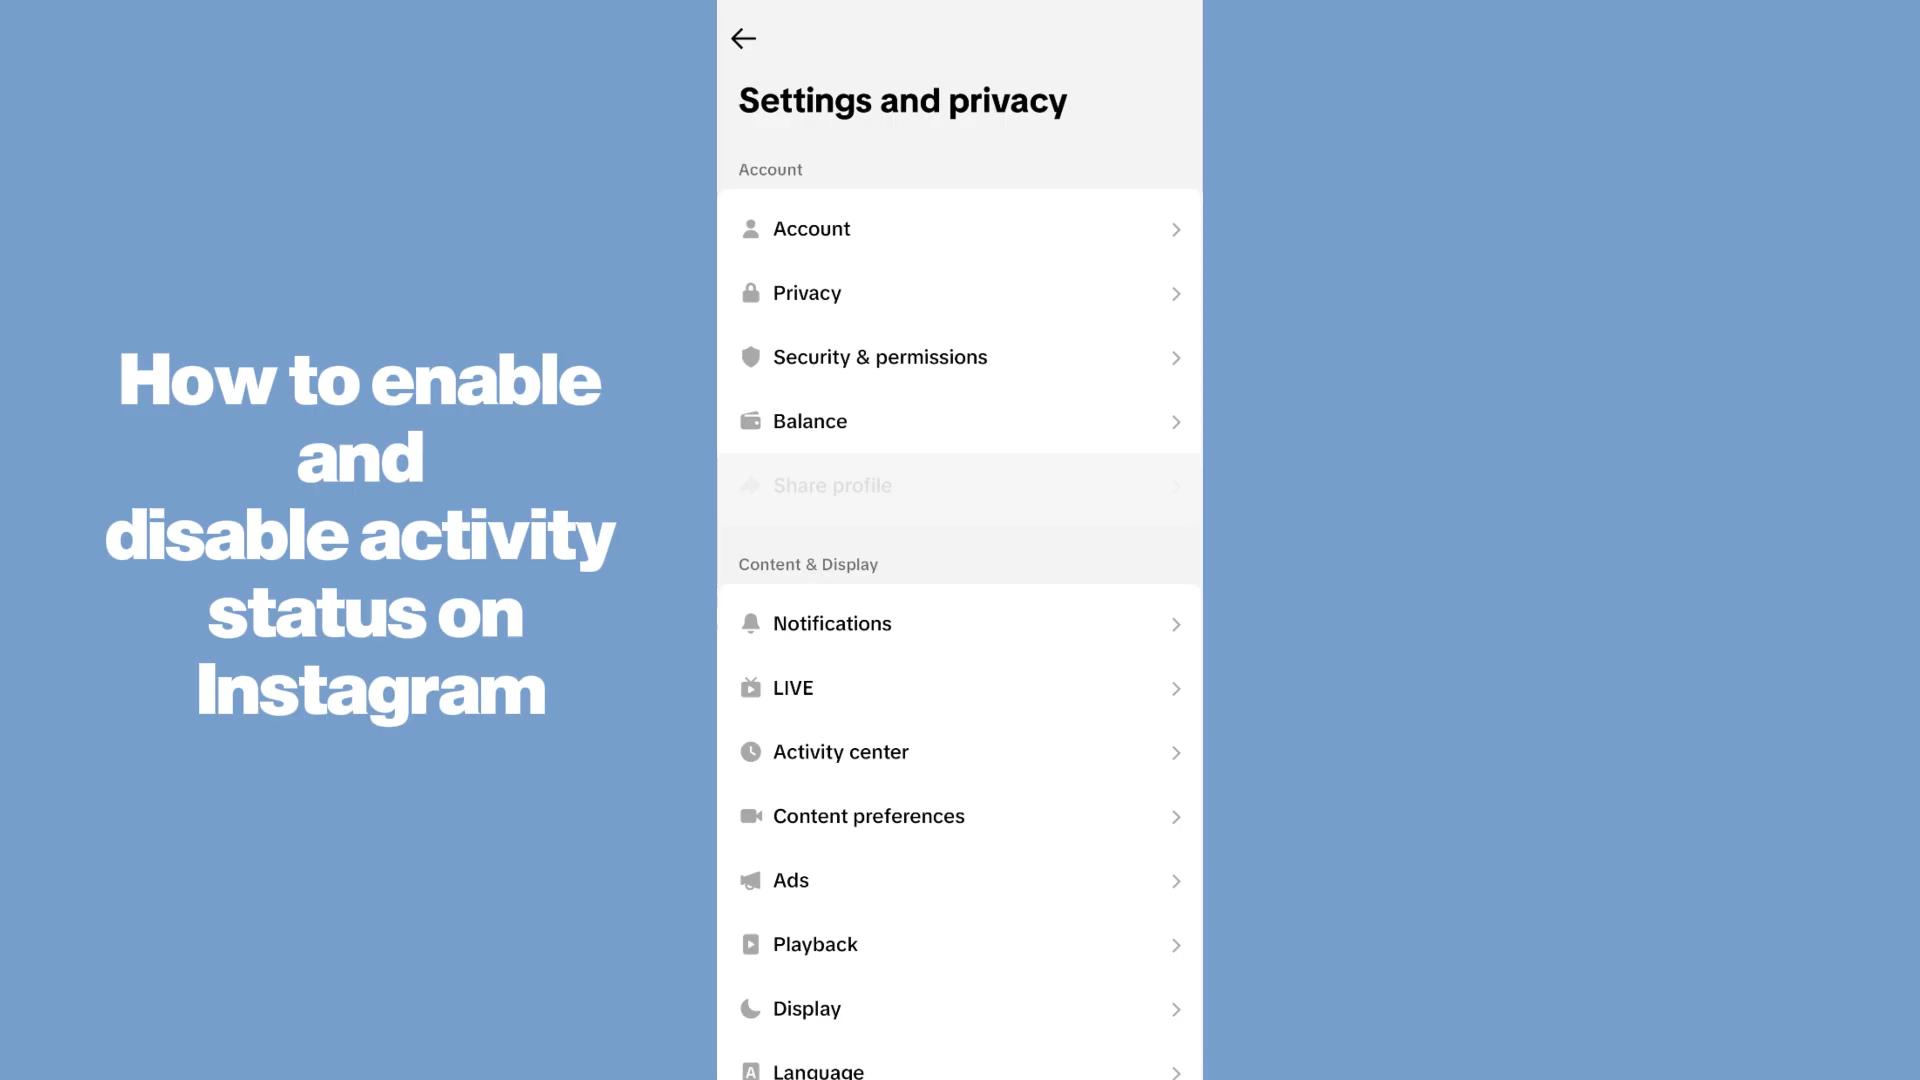 How to enable
and
disable activity
status on
Instagram
Settings and privacy
Account
Account
Privacy
Security & permissions
Balance
Share profile
Content & Display
Notifications
LIVE
Activity center
Content preferences
Ads
Playback
Display
A Language